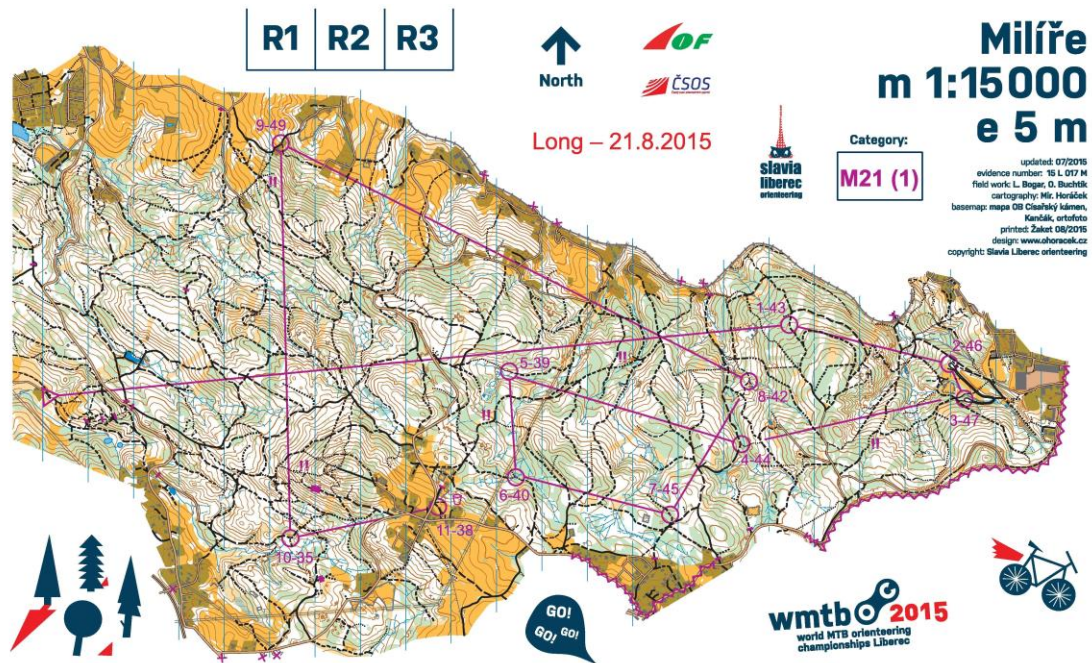 R1 R2 R3
North
OF
ČSOS
Long – 21.8.2015
slavia
liberec
orienteering
Category:
M21 (1)
Milíře
m 1:15000
e 5 m
updated: 07/2015
evidence number: 15 L 017 M
field work: L. Bogar, O. Buchtík
cartography: Mir. Horáček
basemap: mapa OB Císařský kámen,
Kančák, ortofoto
printed: Žaket 08/2015
design: www.ohoracek.cz
copyright: Slavia Liberec orienteering
9-49
1-43
2-46
5-39
8-42
3-47
4-44
6-40
7-45
11-38
10-35
GO!
GO! GO!
wmtbo 2015
world MTB orienteering
championships Liberec